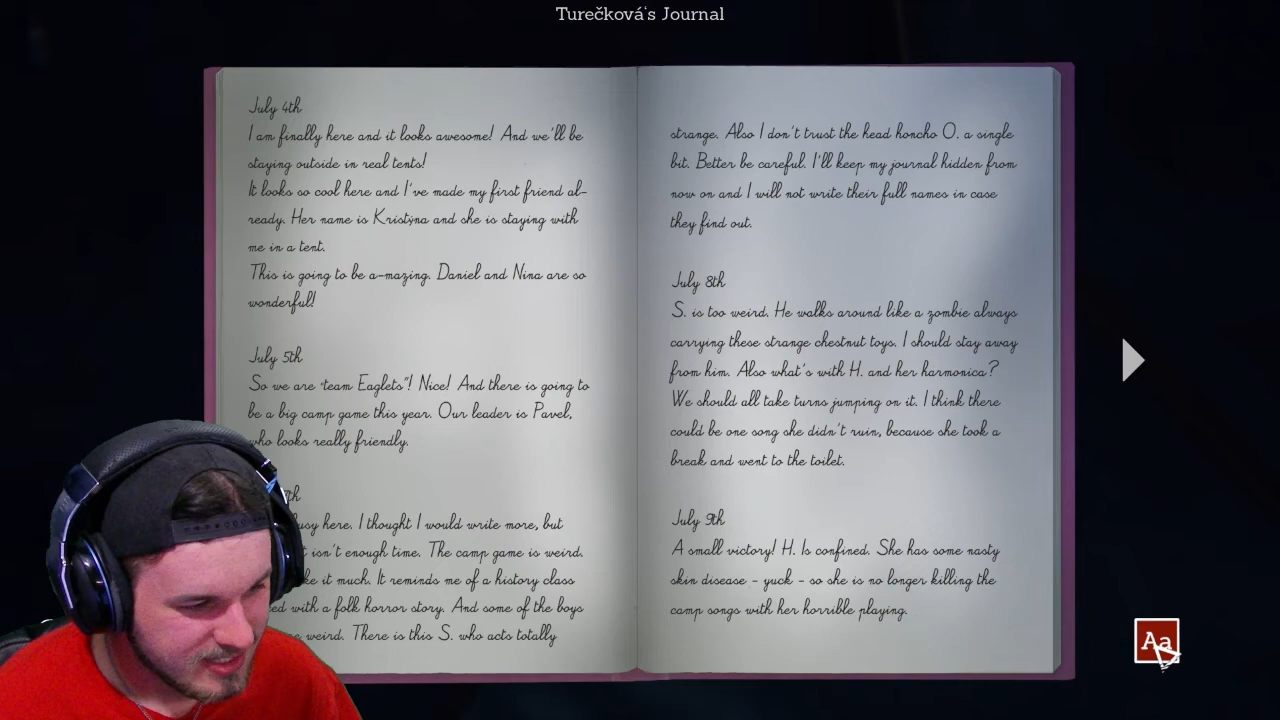 Turečková's Journal
July 4th
I am finally here and it looks awesome! And we'll be
staying outside in real tents!
It looks so cool here and I've made my first friend al-
ready. Her name is Kristýna and she is staying with
me in a tent.
This is going to be a-mazing. Daniel and Nina are so
wonderful!
July 5th
So we are "team Eaglets"! Nice! And there is going to
be a big camp game this year. Our leader is Pavel,
who looks really friendly.
busy here. I thought I would write more, but
isn't enough time. The camp game is weird.
it much. It reminds me of a history class
with a folk horror story. And some of the boys
weird. There is this S. who acts totally
strange. Also I don't trust the head honcho O. a single
bit. Better be careful. I'll keep my journal hidden from
now on and I will not write their full names in case
they find out.
July 8th
S. is too weird. He walks around like a zombie always
carrying these strange chestnut toys. I should stay away
from him. Also what's with H. and her harmonica?
We should all take turns jumping on it. I think there
could be one song she didn't ruin, because she took a
break and went to the toilet.
July 9th
A small victory! H. Is confined. She has some nasty
skin disease - yuck - so she is no longer killing the
camp songs with her horrible playing.
Aa